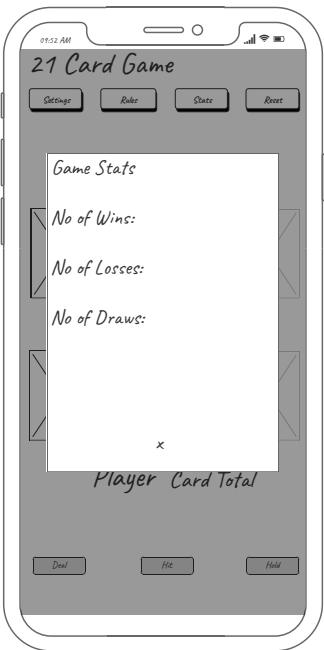 09:52 AM
21 Card Game
Settings Rules Stats Reset
Game Stats
No of Wins:
No of Losses:
No of Draws:
x
Player Card Total
Deal Hit Hold